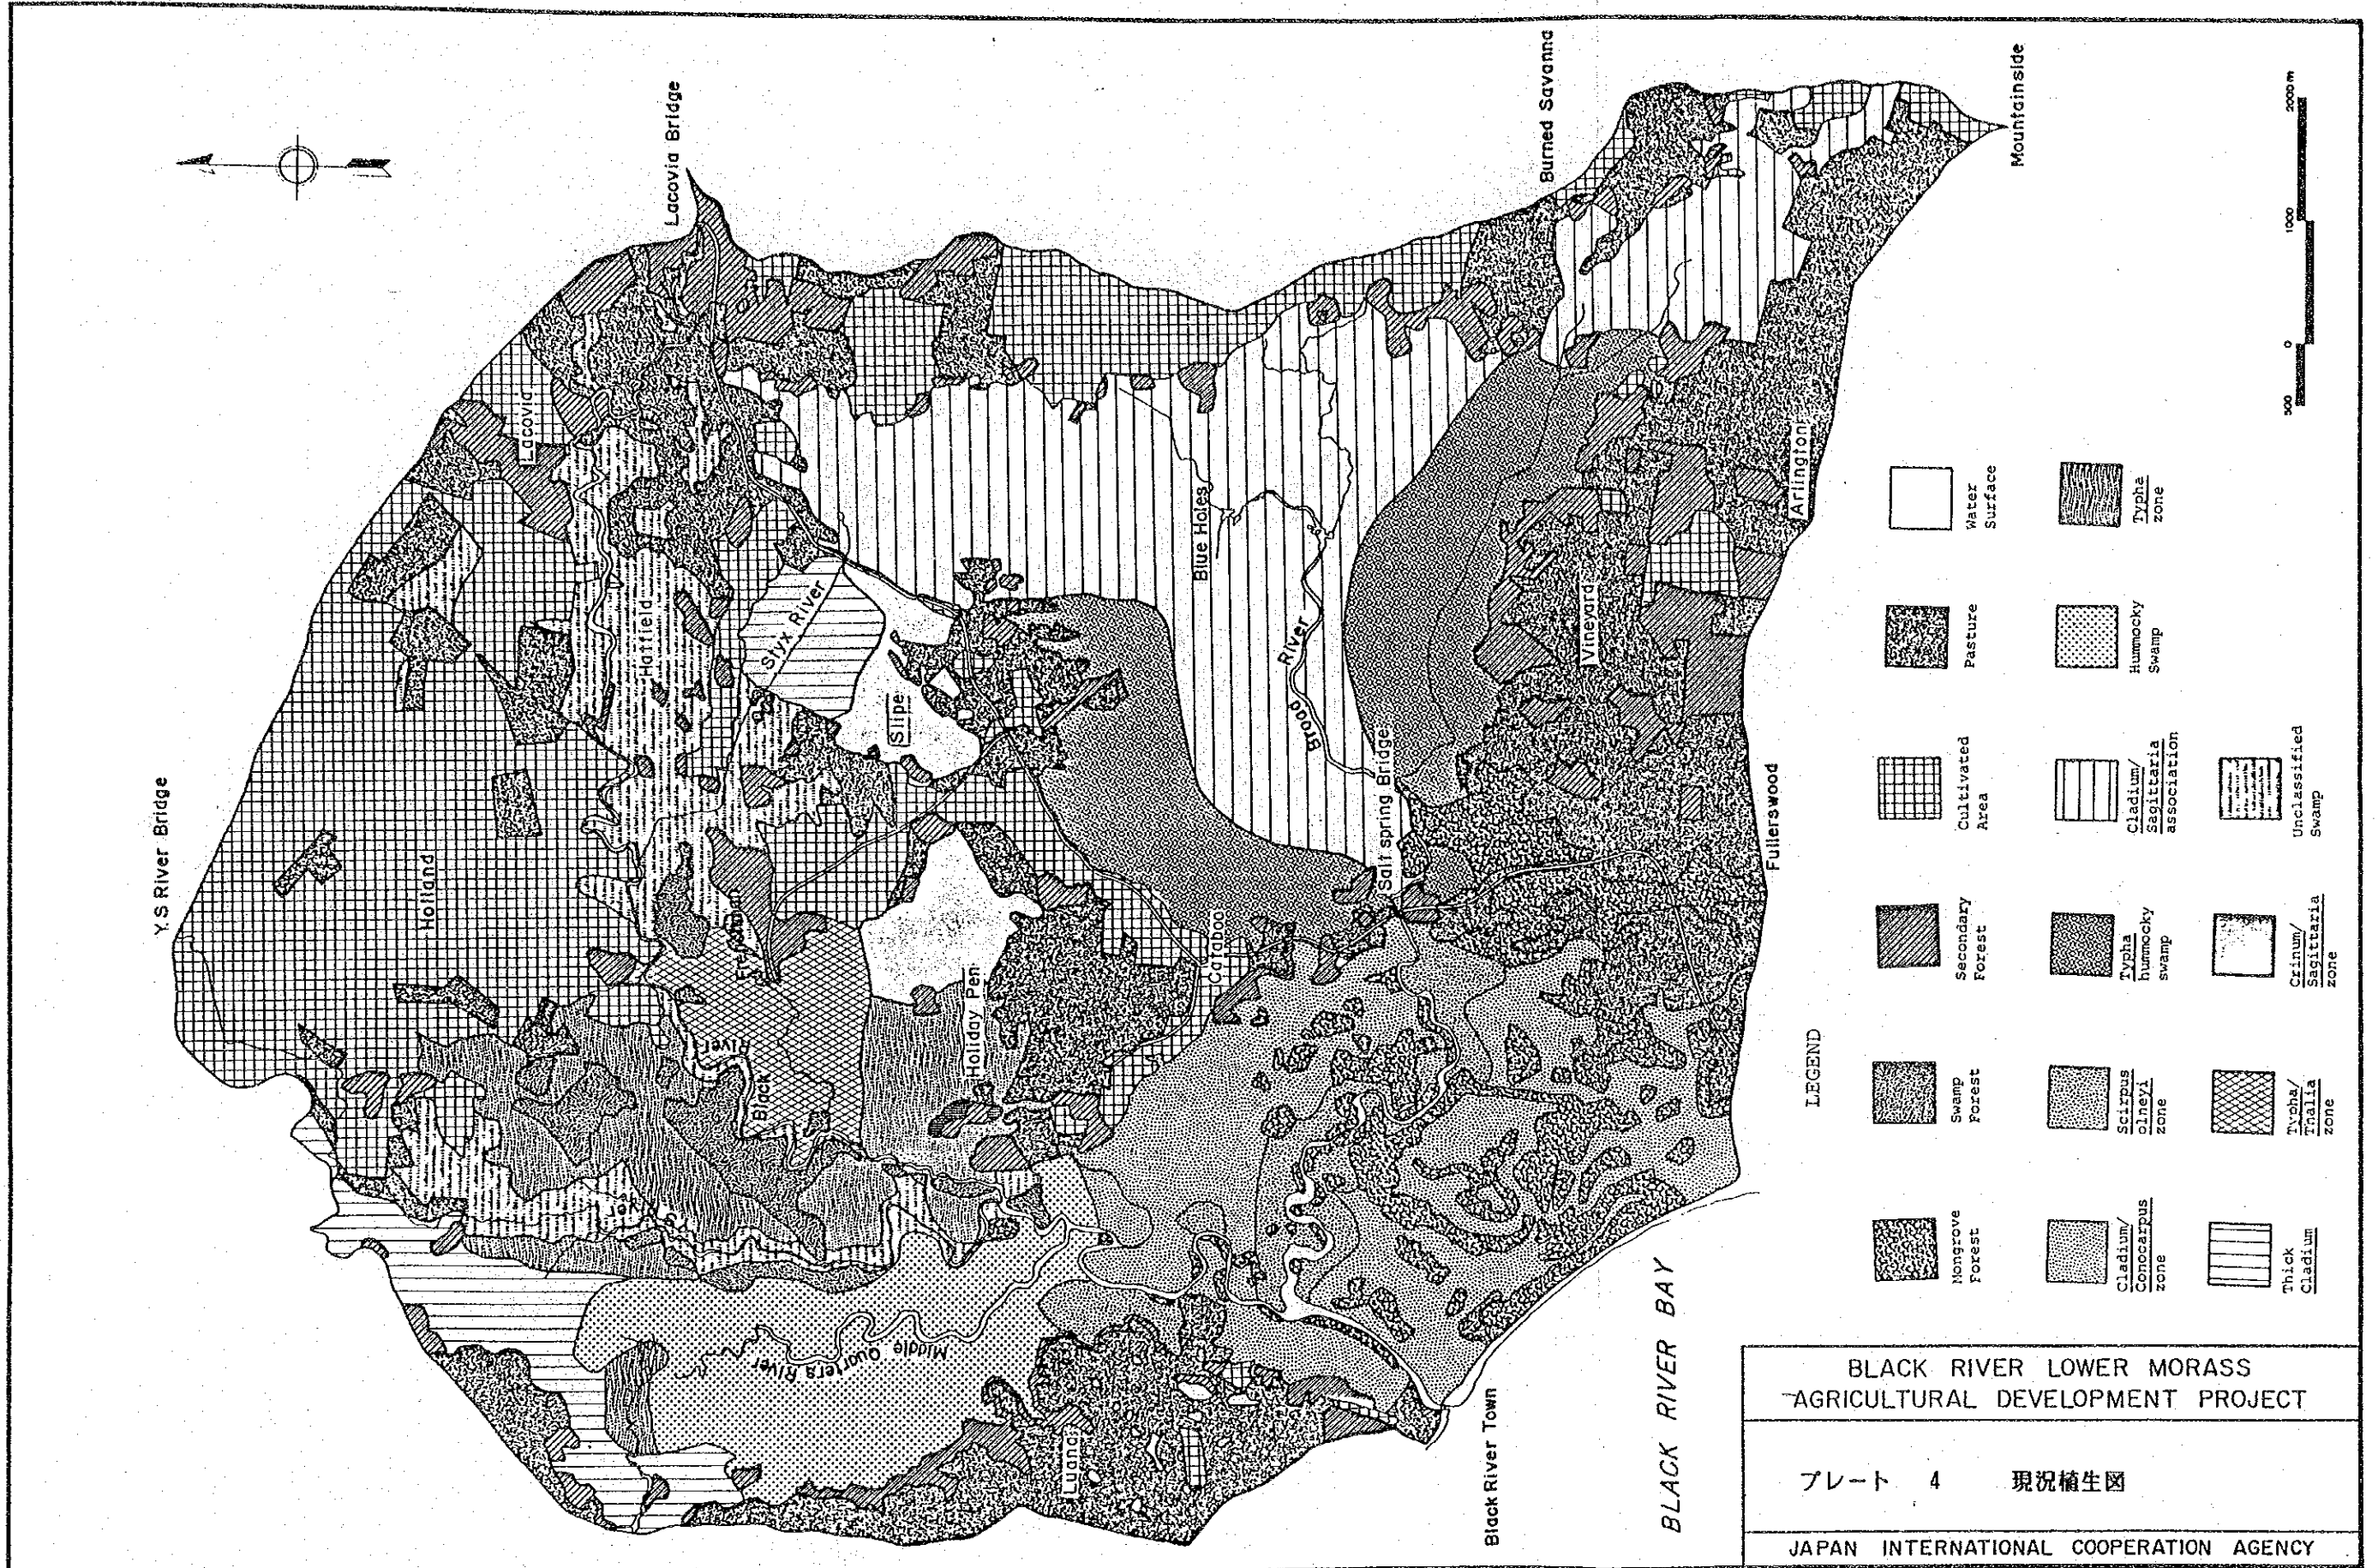 Y.S River Bridge
Lacovia Bridge
Burned Savanna
Mountainside
Lacovia
Holland
Hatfield
Styx River
Slipe
Frenchman
Black
River
Holiday Pen
Blue Holes
Broad
River
Salt spring Bridge
Cataboo
Vineyard
Arlington
Fullerswood
Middle Quarters River
Luana
Black River Town
BLACK RIVER BAY
500 0 1000 2000m
LEGEND
Mongrove
Forest
Swamp
Forest
Secondary
Forest
Cultivated
Area
Pasture
Water
Surface
Cladium/
Conocarpus
zone
Scirpus
olneyi
zone
Typha
hummocky
swamp
Cladium/
Sagittaria
association
Hummocky
Swamp
Typha
zone
Thick
Cladium
Typha/
Thalia
zone
Crinum/
Sagittaria
zone
Unclassified
Swamp
BLACK RIVER LOWER MORASS
AGRICULTURAL DEVELOPMENT PROJECT
プレート 4 現況植生図
JAPAN INTERNATIONAL COOPERATION AGENCY